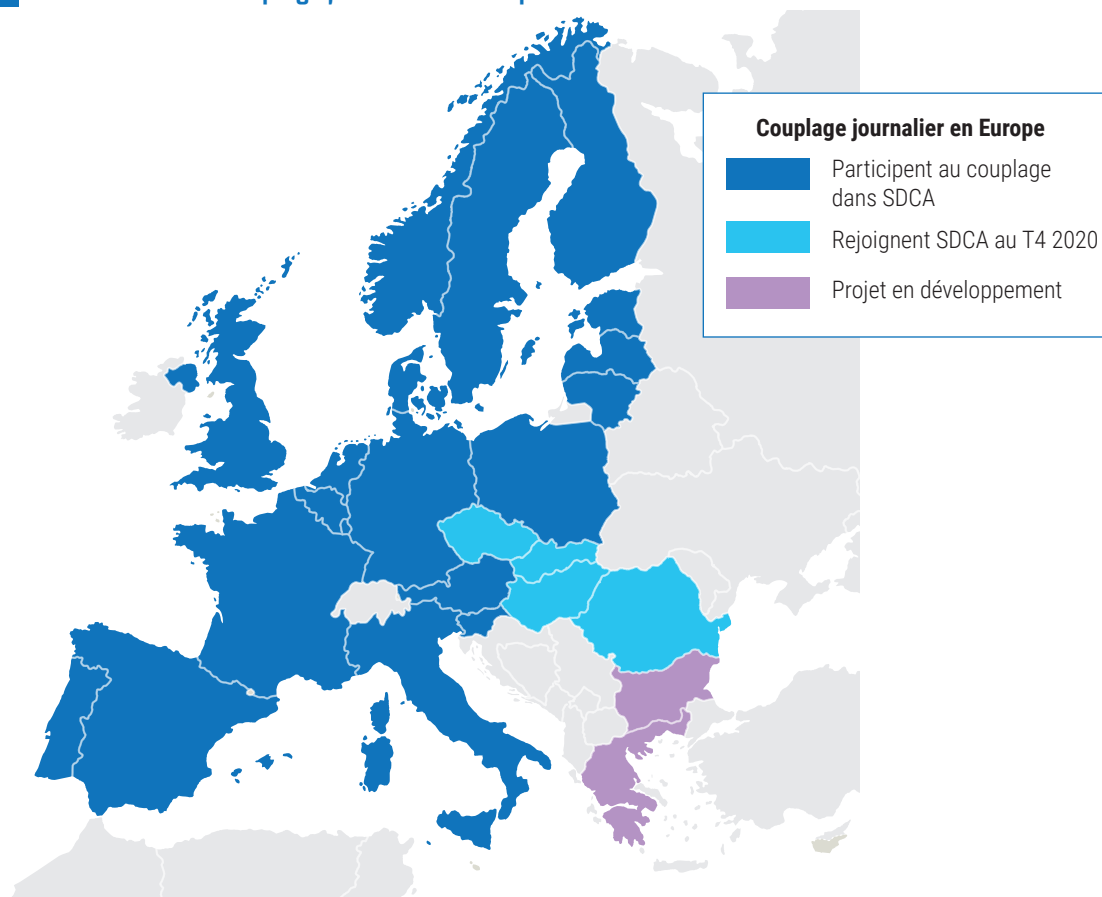 Couplage journalier en Europe
Participent au couplage
dans SDCA
Rejoignent SDCA au T4 2020
Projet en développement